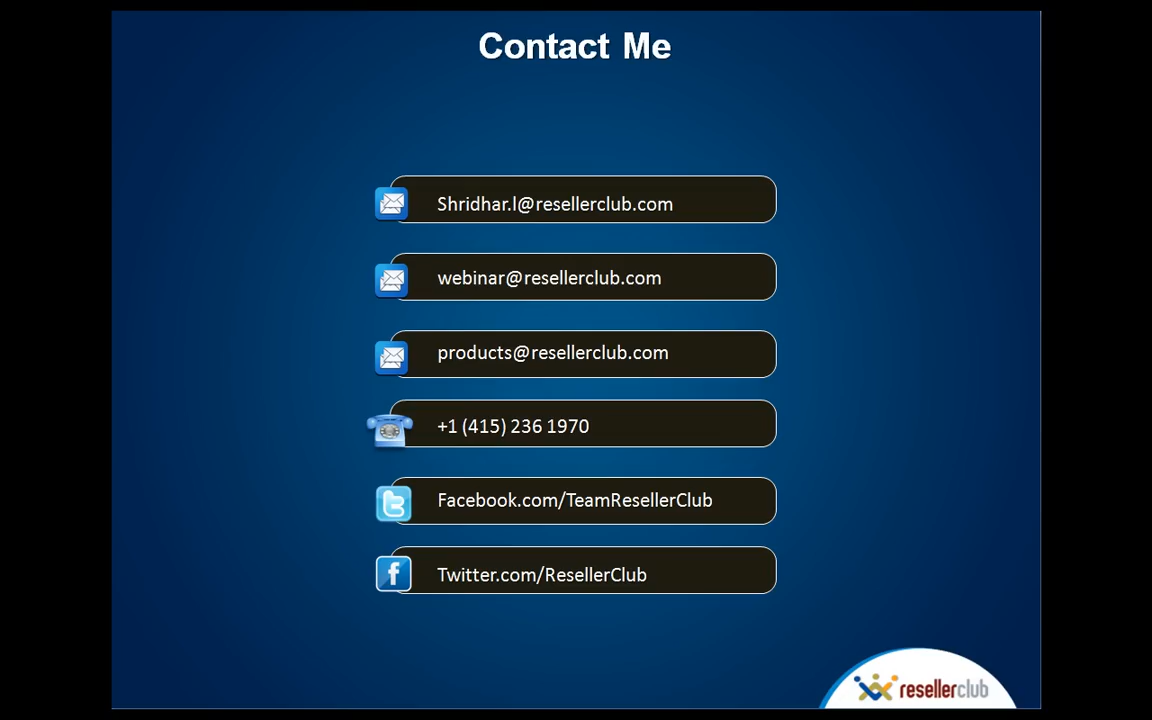 Contact Me
Shridhar.l@resellerclub.com
webinar@resellerclub.com
products@resellerclub.com
+1 (415) 236 1970
Facebook.com/TeamResellerClub
Twitter.com/ResellerClub
resellerclub